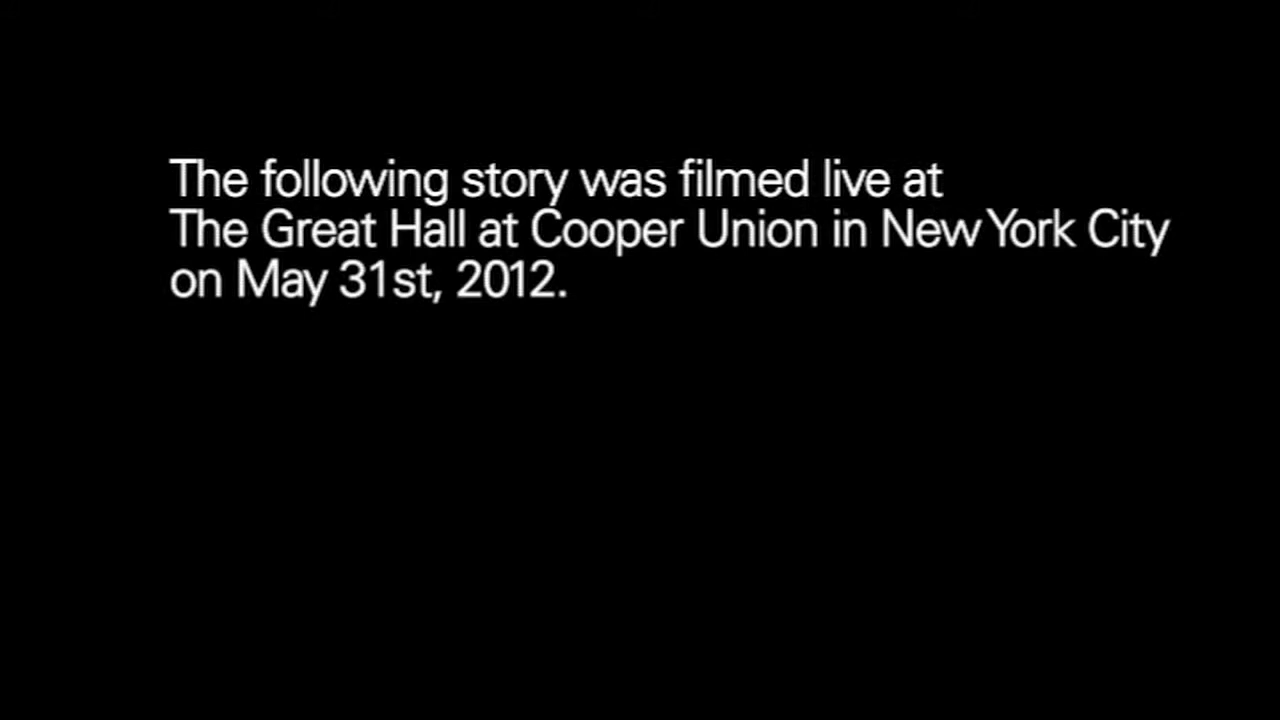 The following story was filmed live at
The Great Hall at Cooper Union in New York City
on May 31st, 2012.